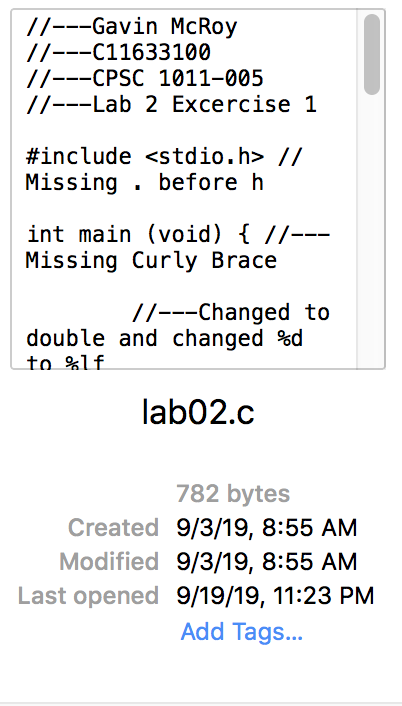 //---Gavin McRoy
//---C11633100
//---CPSC 1011-005
//---Lab 2 Excercise 1
#include <stdio.h> //
Missing . before h
int main (void) { //---
Missing Curly Brace
//---Changed to
double and changed %d
to %lf
lab02.c
782 bytes
Created 9/3/19, 8:55 AM
Modified 9/3/19, 8:55 AM
Last opened 9/19/19, 11:23 PM
Add Tags...